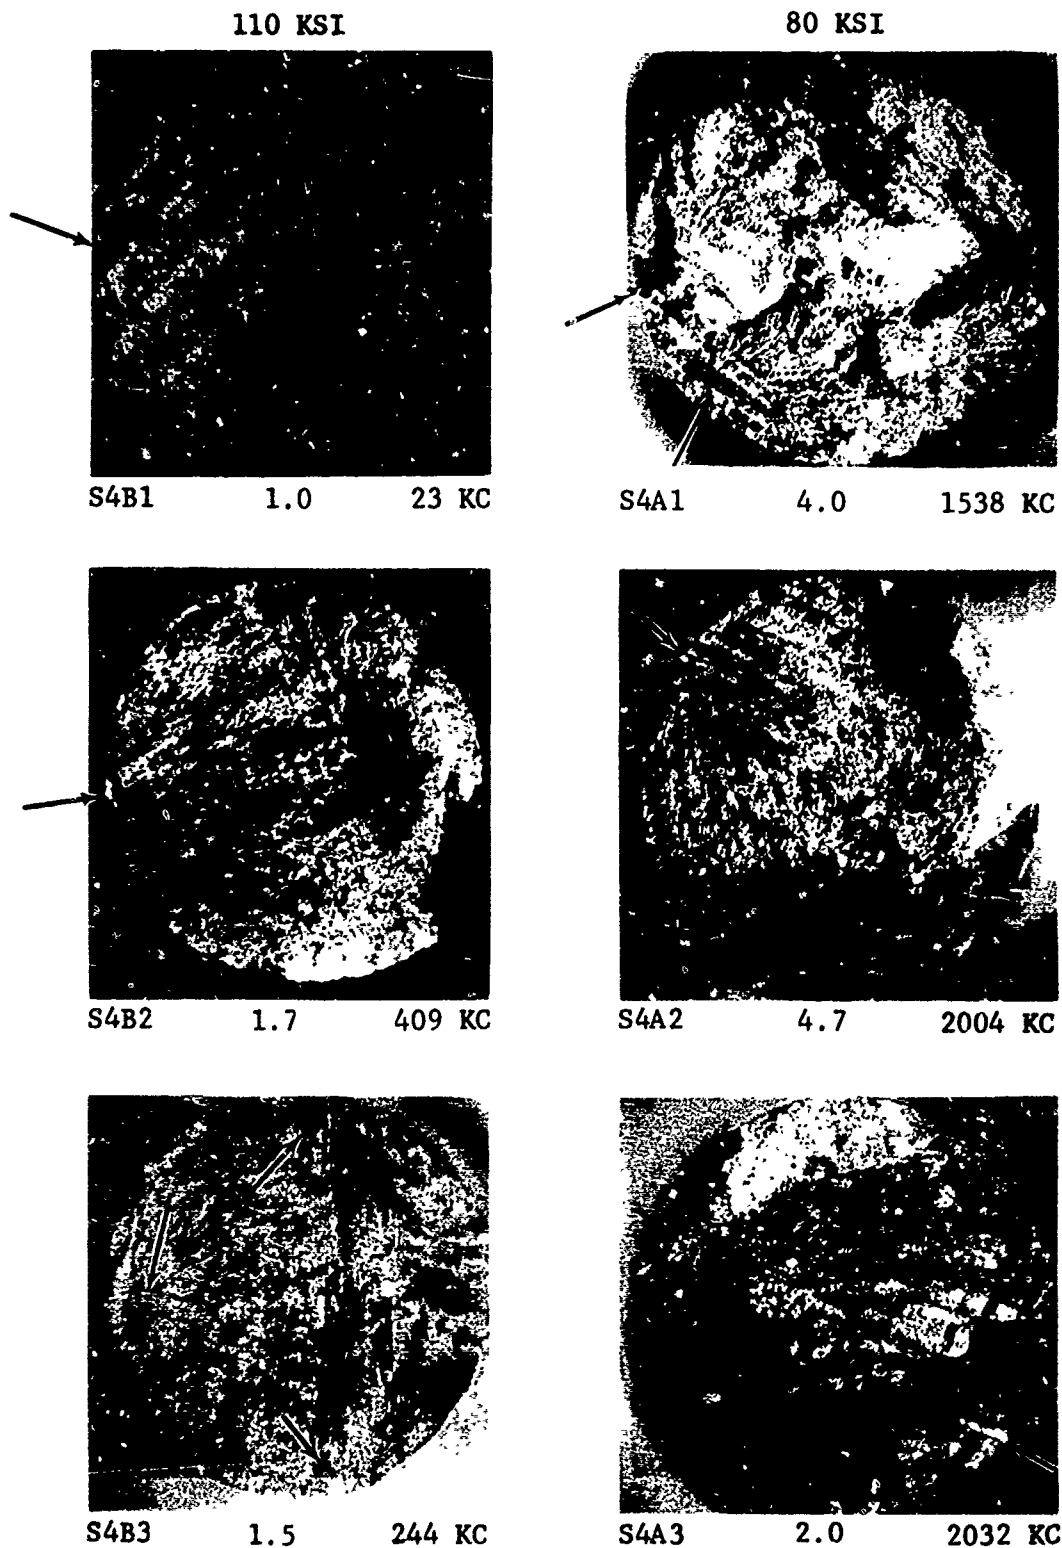 110 KSI 80 KSI
S4B1 1.0 23 KC S4A1 4.0 1538 KC
S4B2 1.7 409 KC S4A2 4.7 2004 KC
S4B3 1.5 244 KC S4A3 2.0 2032 KC